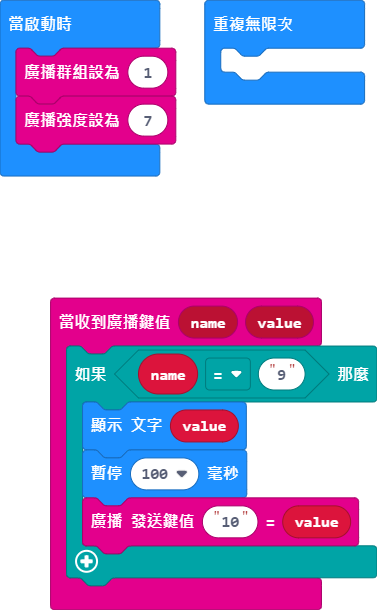 當啟動時
廣播群組設為 1
廣播強度設為 7
重複無限次
當收到廣播鍵值 name value
如果 name = "9" 那麼
顯示 文字 value
暫停 100 毫秒
廣播 發送鍵值 "10" = value